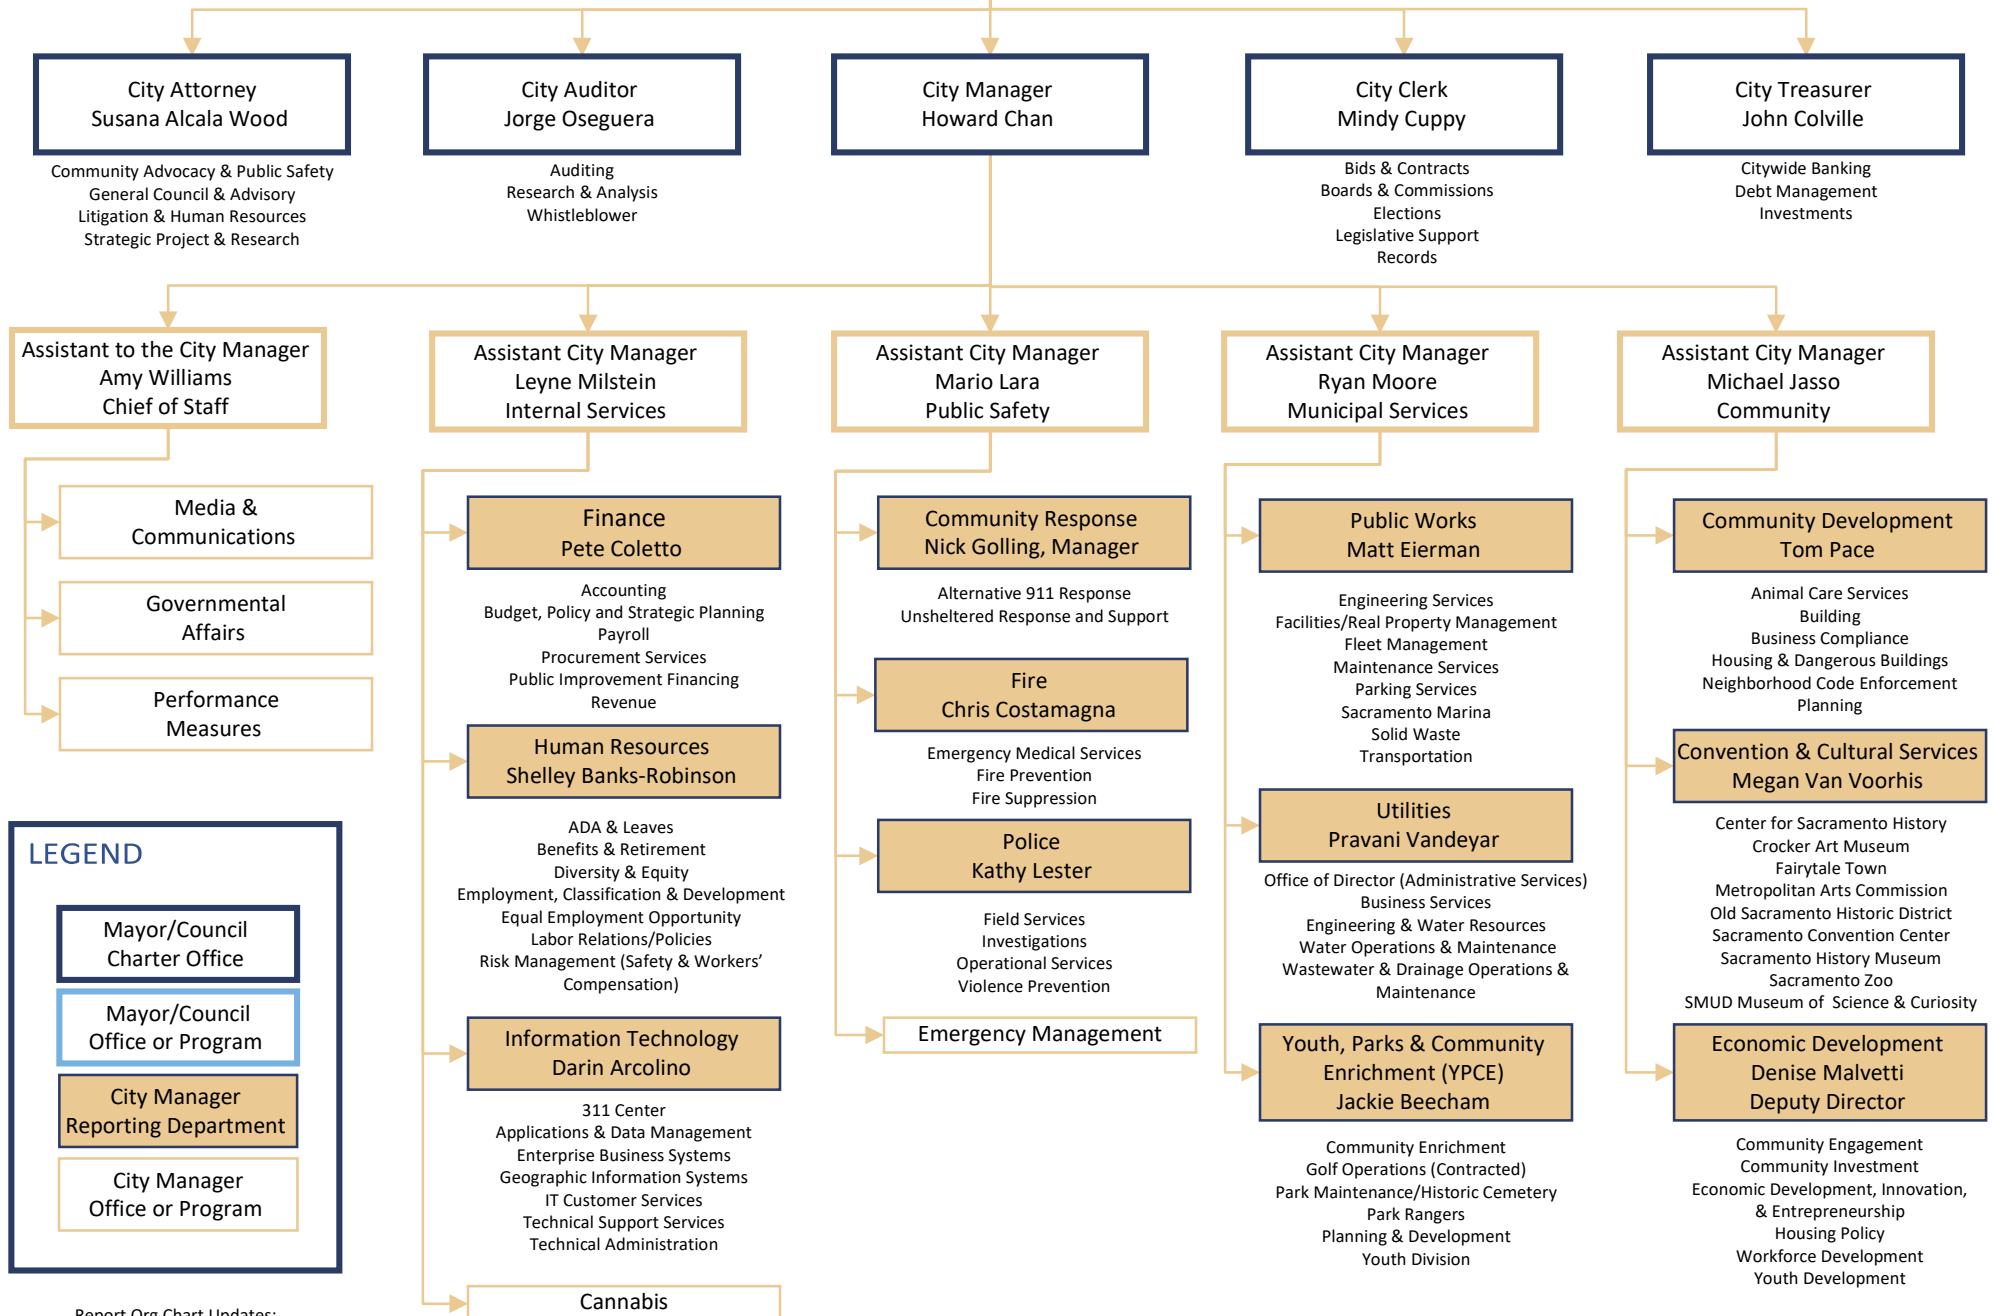 City Attorney
Susana Alcala Wood
City Auditor
Jorge Oseguera
City Manager
Howard Chan
City Clerk
Mindy Cuppy
City Treasurer
John Colville
Community Advocacy & Public Safety
General Council & Advisory
Litigation & Human Resources
Strategic Project & Research
Auditing
Research & Analysis
Whistleblower
Bids & Contracts
Boards & Commissions
Elections
Legislative Support
Records
Citywide Banking
Debt Management
Investments
Assistant to the City Manager
Amy Williams
Chief of Staff
Assistant City Manager
Leyne Milstein
Internal Services
Assistant City Manager
Mario Lara
Public Safety
Assistant City Manager
Ryan Moore
Municipal Services
Assistant City Manager
Michael Jasso
Community
Media &
Communications
Governmental
Affairs
Performance
Measures
Finance
Pete Coletto
Accounting
Budget, Policy and Strategic Planning
Payroll
Procurement Services
Public Improvement Financing
Revenue
Human Resources
Shelley Banks-Robinson
ADA & Leaves
Benefits & Retirement
Diversity & Equity
Employment, Classification & Development
Equal Employment Opportunity
Labor Relations/Policies
Risk Management (Safety & Workers’
Compensation)
Information Technology
Darin Arcolino
311 Center
Applications & Data Management
Enterprise Business Systems
Geographic Information Systems
IT Customer Services
Technical Support Services
Technical Administration
Cannabis
Community Response
Nick Golling, Manager
Alternative 911 Response
Unsheltered Response and Support
Fire
Chris Costamagna
Emergency Medical Services
Fire Prevention
Fire Suppression
Police
Kathy Lester
Field Services
Investigations
Operational Services
Violence Prevention
Emergency Management
Public Works
Matt Eierman
Engineering Services
Facilities/Real Property Management
Fleet Management
Maintenance Services
Parking Services
Sacramento Marina
Solid Waste
Transportation
Utilities
Pravani Vandeyar
Office of Director (Administrative Services)
Business Services
Engineering & Water Resources
Water Operations & Maintenance
Wastewater & Drainage Operations &
Maintenance
Youth, Parks & Community
Enrichment (YPCE)
Jackie Beecham
Community Enrichment
Golf Operations (Contracted)
Park Maintenance/Historic Cemetery
Park Rangers
Planning & Development
Youth Division
Community Development
Tom Pace
Animal Care Services
Building
Business Compliance
Housing & Dangerous Buildings
Neighborhood Code Enforcement
Planning
Convention & Cultural Services
Megan Van Voorhis
Center for Sacramento History
Crocker Art Museum
Fairytale Town
Metropolitan Arts Commission
Old Sacramento Historic District
Sacramento Convention Center
Sacramento History Museum
Sacramento Zoo
SMUD Museum of Science & Curiosity
Economic Development
Denise Malvetti
Deputy Director
Community Engagement
Community Investment
Economic Development, Innovation,
& Entrepreneurship
Housing Policy
Workforce Development
Youth Development
LEGEND
Mayor/Council
Charter Office
Mayor/Council
Office or Program
City Manager
Reporting Department
City Manager
Office or Program
Report Org Chart Updates: